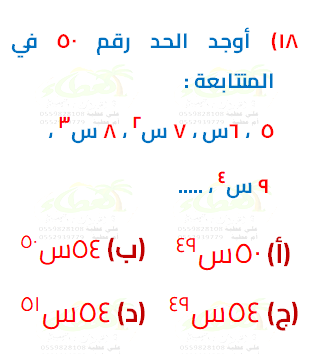 ١٨) أوجد الحد رقم ٥٠ في
المتتابعة :
٥ ، ٦س ، ٧ س٢ ، ٨ س٣ ،
٩ س٤ ، .....
(أ) ٥٠س٤٩ (ب) ٥٤س٥٠
(ج) ٥٤س٤٩ (د) ٥٤س٥١